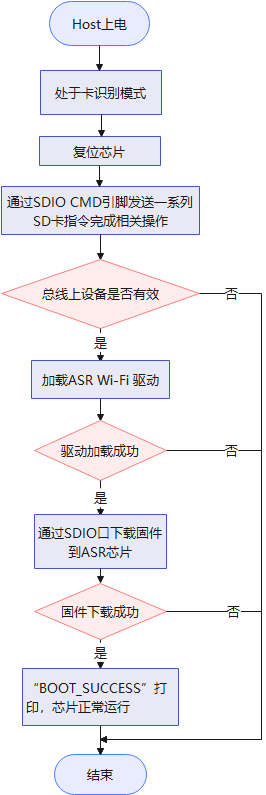 Host上电
处于卡识别模式
复位芯片
通过SDIO CMD引脚发送一系列
SD卡指令完成相关操作
总线上设备是否有效
否
是
加载ASR Wi-Fi 驱动
驱动加载成功
否
是
通过SDIO口下载固件
到ASR芯片
固件下载成功
否
是
“BOOT_SUCCESS”打
印，芯片正常运行
结束